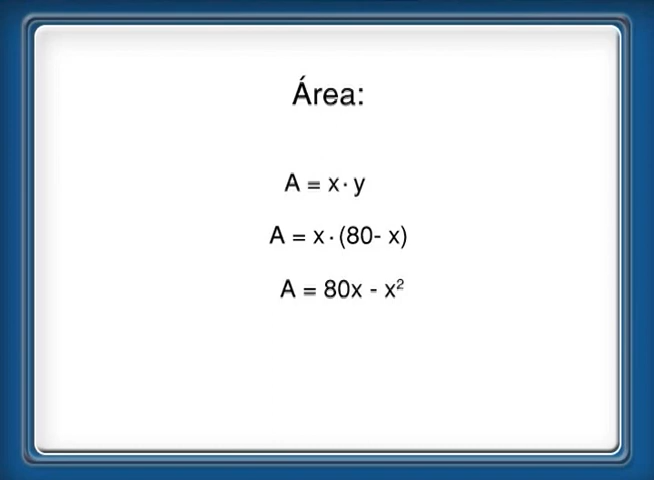 Área:
A = x · y
A = x · (80- x)
A = 80x - x²